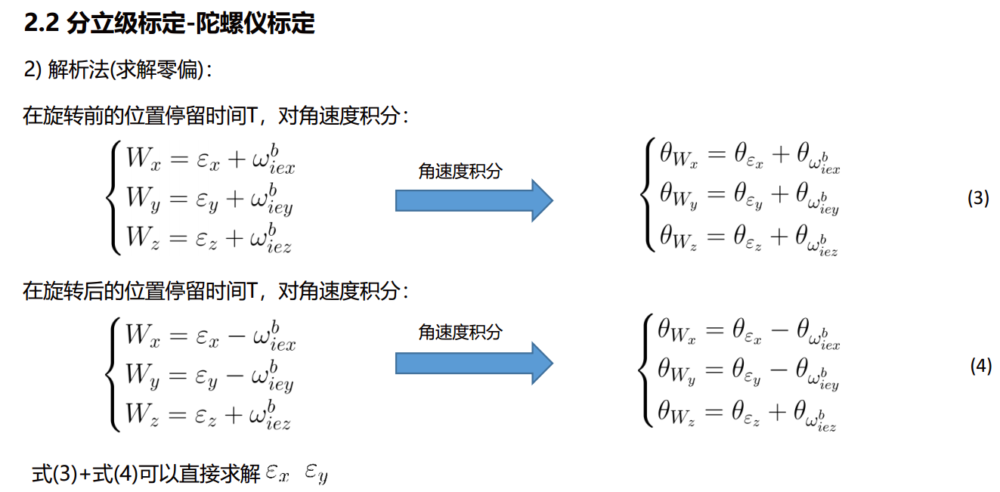 2.2 分立级标定-陀螺仪标定
2) 解析法(求解零偏)：
在旋转前的位置停留时间T，对角速度积分：
$\begin{cases} W_x = \varepsilon_x + \omega_{iex}^b \\ W_y = \varepsilon_y + \omega_{iey}^b \\ W_z = \varepsilon_z + \omega_{iez}^b \end{cases}$ 角速度积分 $\begin{cases} \theta_{W_x} = \theta_{\varepsilon_x} + \theta_{\omega_{iex}^b} \\ \theta_{W_y} = \theta_{\varepsilon_y} + \theta_{\omega_{iey}^b} \\ \theta_{W_z} = \theta_{\varepsilon_z} + \theta_{\omega_{iez}^b} \end{cases}$ (3)
在旋转后的位置停留时间T，对角速度积分：
$\begin{cases} W_x = \varepsilon_x - \omega_{iex}^b \\ W_y = \varepsilon_y - \omega_{iey}^b \\ W_z = \varepsilon_z + \omega_{iez}^b \end{cases}$ 角速度积分 $\begin{cases} \theta_{W_x} = \theta_{\varepsilon_x} - \theta_{\omega_{iex}^b} \\ \theta_{W_y} = \theta_{\varepsilon_y} - \theta_{\omega_{iey}^b} \\ \theta_{W_z} = \theta_{\varepsilon_z} + \theta_{\omega_{iez}^b} \end{cases}$ (4)
式(3)+式(4)可以直接求解 $\varepsilon_x$ $\varepsilon_y$